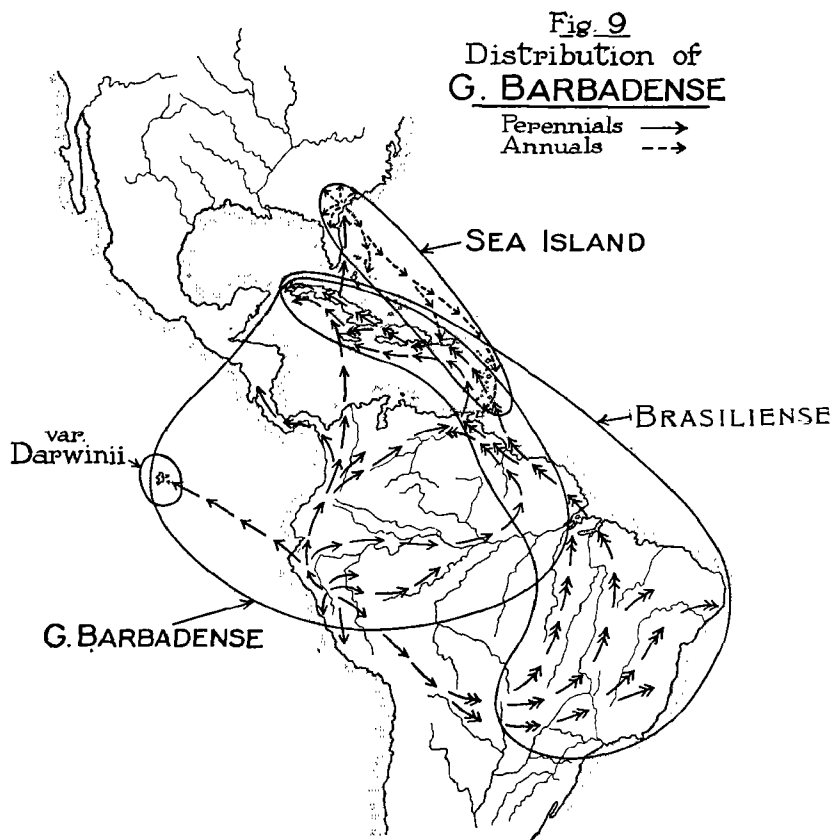 Fig. 9
Distribution of
G. BARBADENSE
Perennials
Annuals
SEA ISLAND
BRASILIENSE
var.
Darwinii
G. BARBADENSE